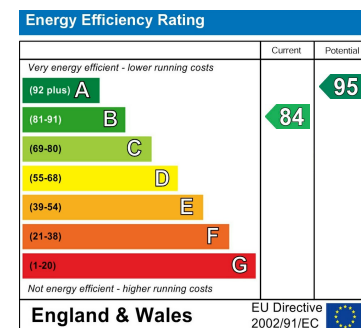 Energy Efficiency Rating
Current Potential
Very energy efficient - lower running costs
(92 plus) A 95
(81-91) B 84
(69-80) C
(55-68) D
(39-54) E
(21-38) F
(1-20) G
Not energy efficient - higher running costs
England & Wales
EU Directive
2002/91/EC